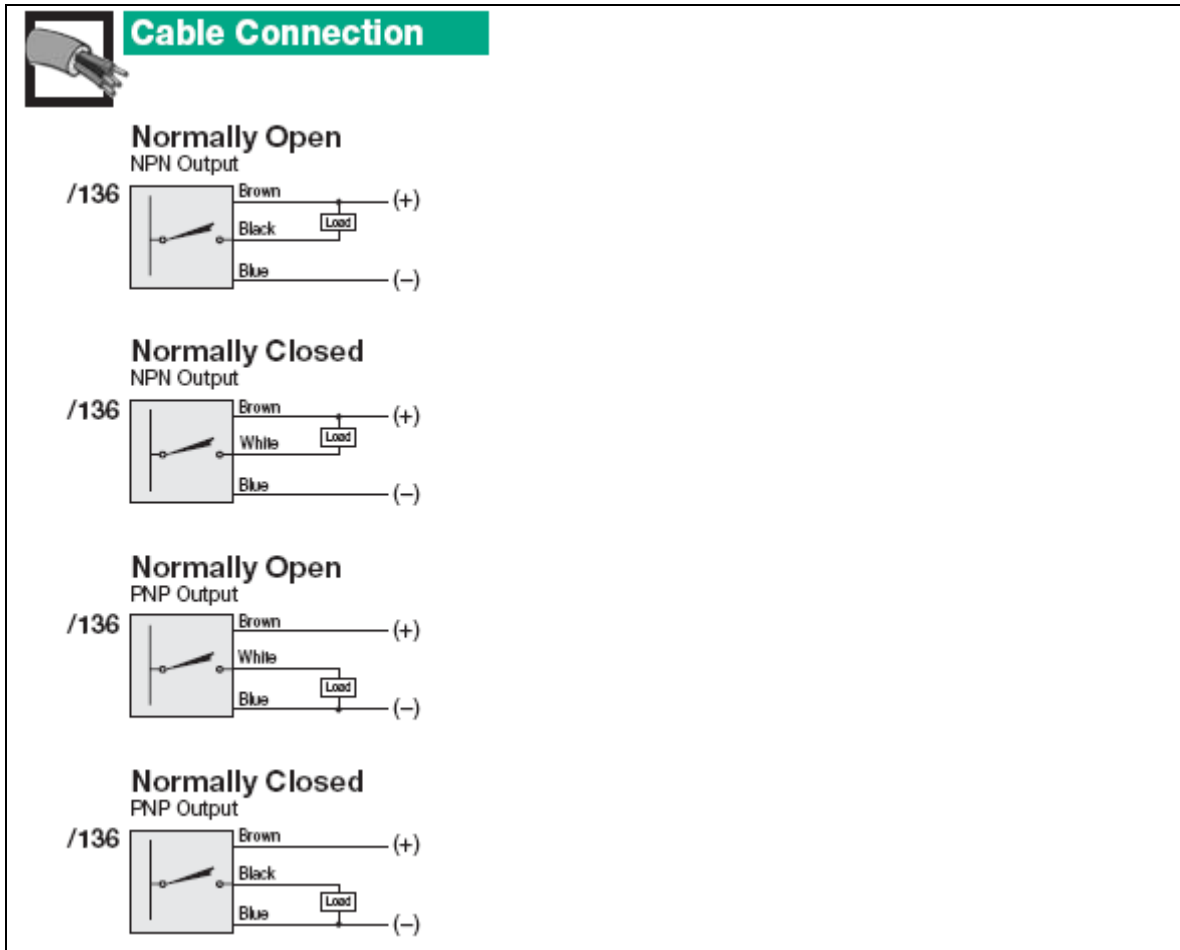 Cable Connection
Normally Open
NPN Output
/136
Brown
(+)
Load
Black
Blue
(–)
Normally Closed
NPN Output
/136
Brown
(+)
Load
White
Blue
(–)
Normally Open
PNP Output
/136
Brown
(+)
White
Load
Blue
(–)
Normally Closed
PNP Output
/136
Brown
(+)
Black
Load
Blue
(–)